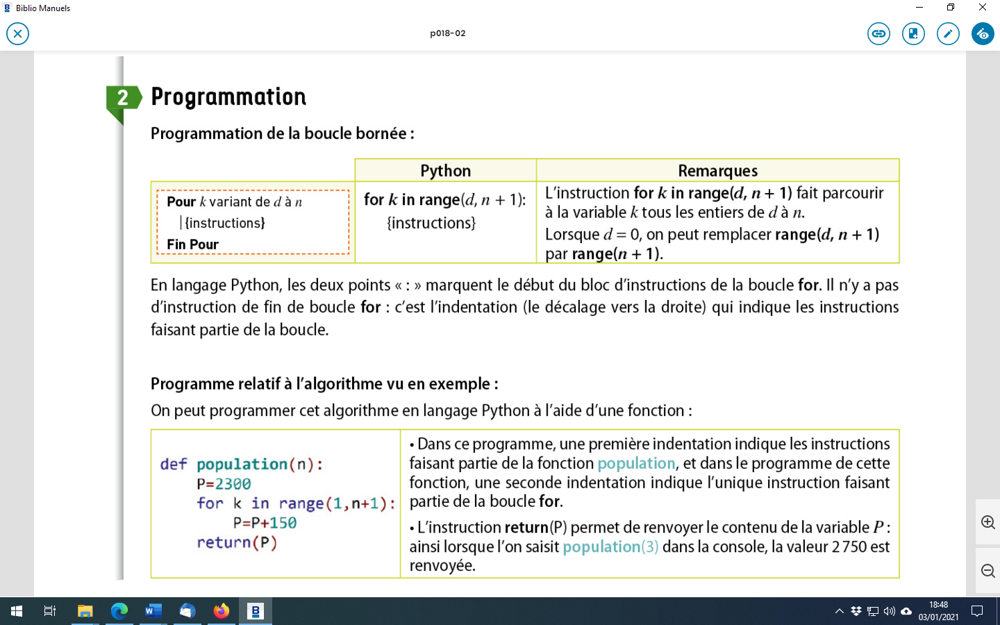 Biblio Manuels
p018-02
2 Programmation
Programmation de la boucle bornée :
Python
Remarques
Pour k variant de d à n
{instructions}
Fin Pour
for k in range(d, n + 1):
{instructions}
L’instruction for k in range(d, n + 1) fait parcourir
à la variable k tous les entiers de d à n.
Lorsque d = 0, on peut remplacer range(d, n + 1)
par range(n + 1).
En langage Python, les deux points « : » marquent le début du bloc d’instructions de la boucle for. Il n’y a pas
d’instruction de fin de boucle for : c’est l’indentation (le décalage vers la droite) qui indique les instructions
faisant partie de la boucle.
Programme relatif à l’algorithme vu en exemple :
On peut programmer cet algorithme en langage Python à l’aide d’une fonction :
def population(n):
P=2300
for k in range(1,n+1):
P=P+150
return(P)
• Dans ce programme, une première indentation indique les instructions
faisant partie de la fonction population, et dans le programme de cette
fonction, une seconde indentation indique l’unique instruction faisant
partie de la boucle for.
• L’instruction return(P) permet de renvoyer le contenu de la variable P :
ainsi lorsque l’on saisit population(3) dans la console, la valeur 2 750 est
renvoyée.
18:48
03/01/2021